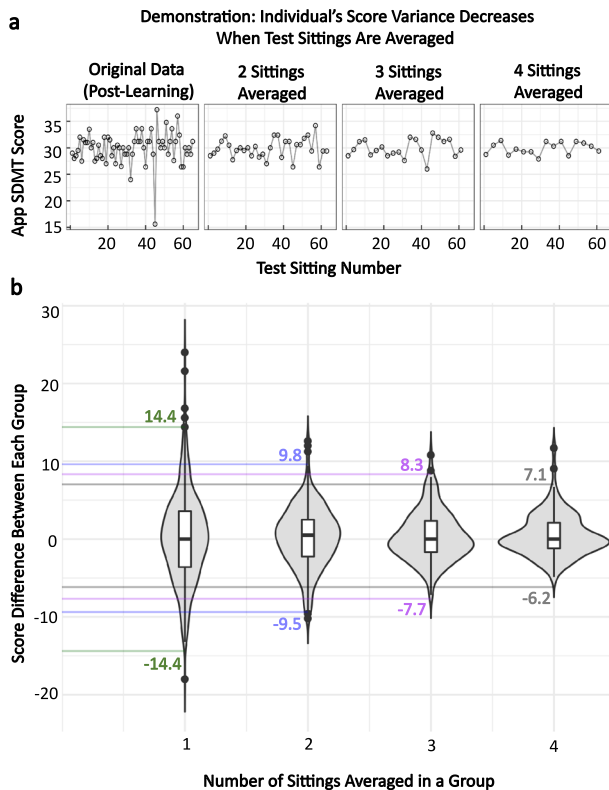 a
Demonstration: Individual's Score Variance Decreases
When Test Sittings Are Averaged
Original Data
(Post-Learning)
2 Sittings
Averaged
3 Sittings
Averaged
4 Sittings
Averaged
App SDMT Score
35
30
25
20
15
20 40 60
20 40 60
20 40 60
20 40 60
Test Sitting Number
b
Score Difference Between Each Group
30
20
10
0
-10
-20
14.4
9.8
8.3
7.1
-6.2
-7.7
-9.5
-14.4
1 2 3 4
Number of Sittings Averaged in a Group